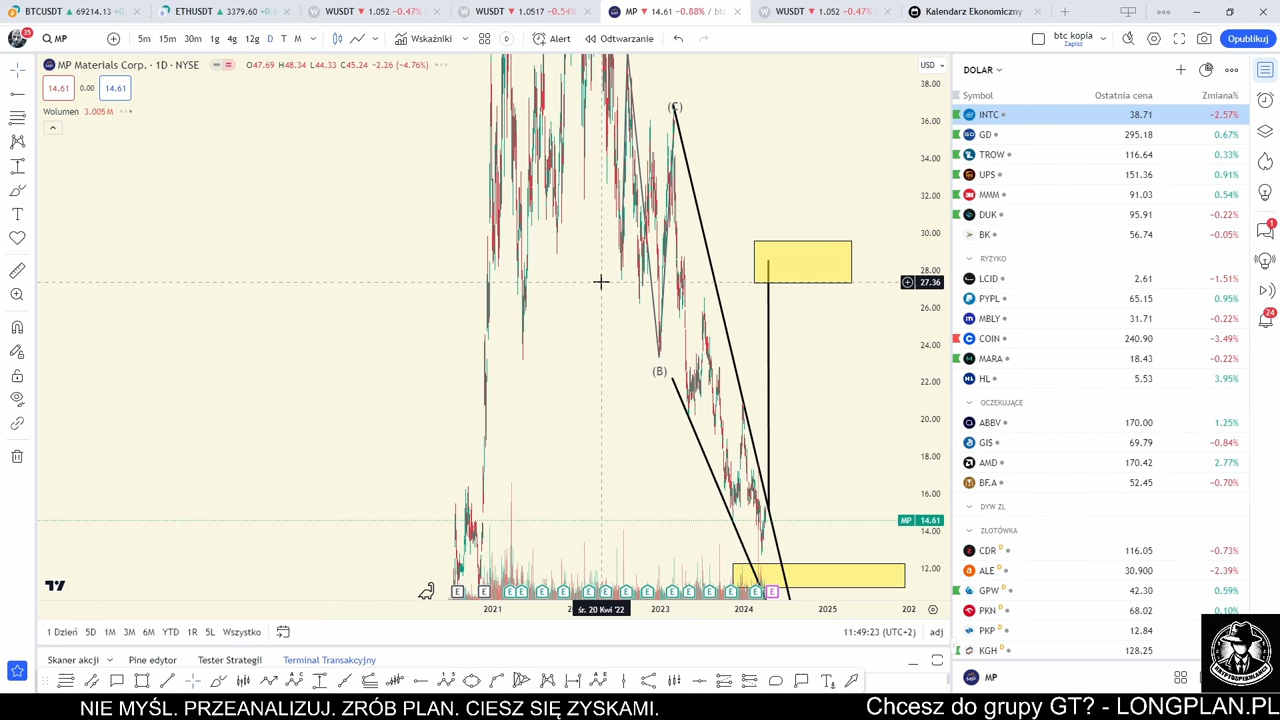 BTCUSD ▲ 69214.13
ETHUSDT ▲ 3379.60
WUSDT ▼ 1.052 −0.47%
WUSDT ▼ 1.0517 −0.54%
MP ▼ 14.61 −0.88% / btc
WUSDT ▼ 1.052 −0.47%
Kalendarz Ekonomiczny
35
MP
5m 15m 30m 1g 4g 12g D T M
Wskaźniki
Alert
Odtwarzanie
btc kopia
Zapisz
Opublikuj
MP Materials Corp. · 1D · NYSE
O47.69 H48.34 L44.33 C45.24 −2.26 (−4.76%)
USD
14.61 0.00 14.61
Wolumen 3.005M
(C)
(B)
38.00
36.00
34.00
32.00
30.00
28.00
27.36
26.00
24.00
22.00
20.00
18.00
16.00
MP 14.61
14.00
12.00
E E E E E E E E E E E E E E E E
2021 śr. 20 Kwi '22 2023 2024 2025 202
1 Dzień 5D 1M 3M 6M YTD 1R 5L Wszystko
11:49:23 (UTC+2) adj
Skaner akcji Pine edytor Tester Strategii Terminal Transakcyjny
DOLAR
Symbol Ostatnia cena Zmiana%
INTC 38.71 −2.57%
GD 295.18 0.67%
TROW 116.64 0.33%
UPS 151.36 0.91%
MMM 91.03 0.54%
DUK 95.91 −0.22%
BK 56.74 −0.05%
RYZYKO
LCID 2.61 −1.51%
PYPL 65.15 0.95%
MBLY 31.71 −0.22%
COIN 240.90 −3.49%
MARA 18.43 −0.22%
HL 5.53 3.95%
OCZEKUJĄCE
ABBV 170.00 1.25%
GIS 69.79 −0.84%
AMD 170.42 2.77%
BF.A 52.45 −0.70%
DYW ZL
ZŁOTÓWKA
CDR D 116.05 −0.73%
ALE D 30.900 −2.39%
GPW D 42.30 0.59%
PKN D 68.02 0.10%
PKP D 12.84
KGH D 128.25
MP
1
24
NIE MYŚL. PRZEANALIZUJ. ZRÓB PLAN. CIESZ SIĘ ZYSKAMI.
Chcesz do grupy GT? - LONGPLAN.PL